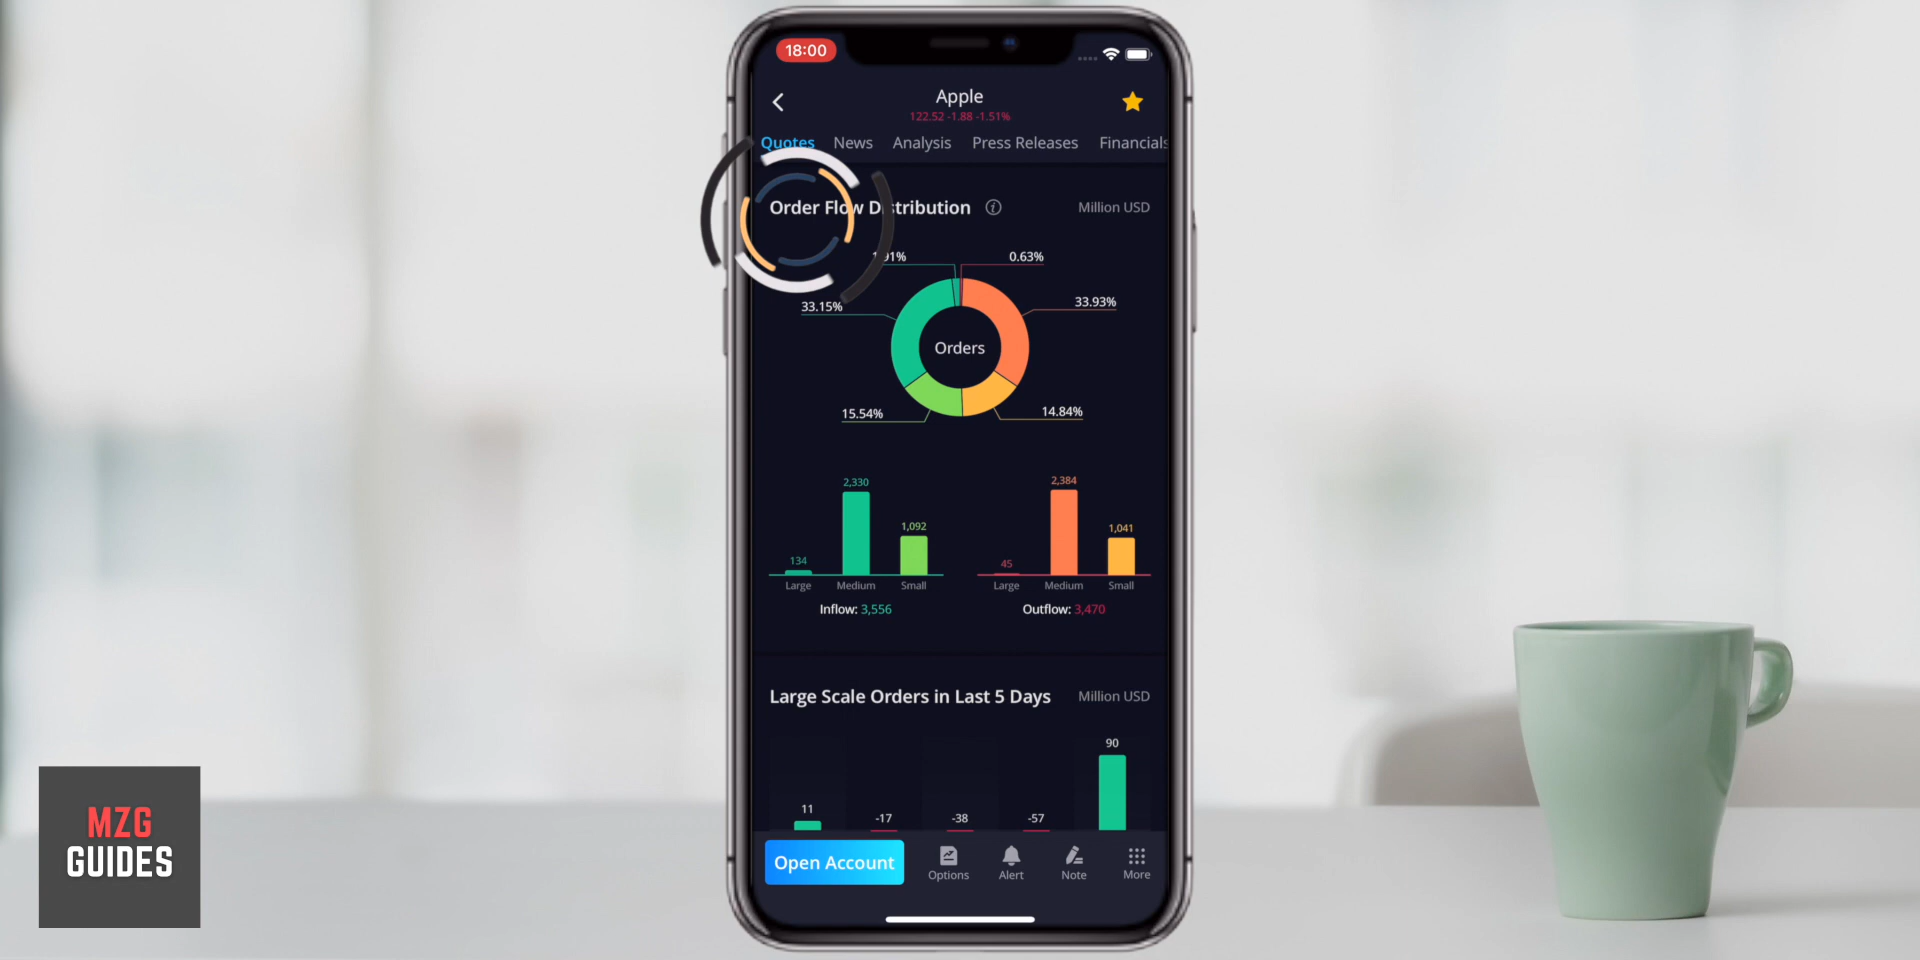 18:00
Apple
122.52 -1.88 -1.51%
Quotes News Analysis Press Releases Financials
Order Flow Distribution Million USD
1.91% 0.63%
33.15% 33.93%
Orders
15.54% 14.84%
2,330 2,384
1,092 1,041
134 45
Large Medium Small Large Medium Small
Inflow: 3,556 Outflow: 3,470
Large Scale Orders in Last 5 Days Million USD
90
11 -17 -38 -57
Open Account Options Alert Note More
MZG
GUIDES